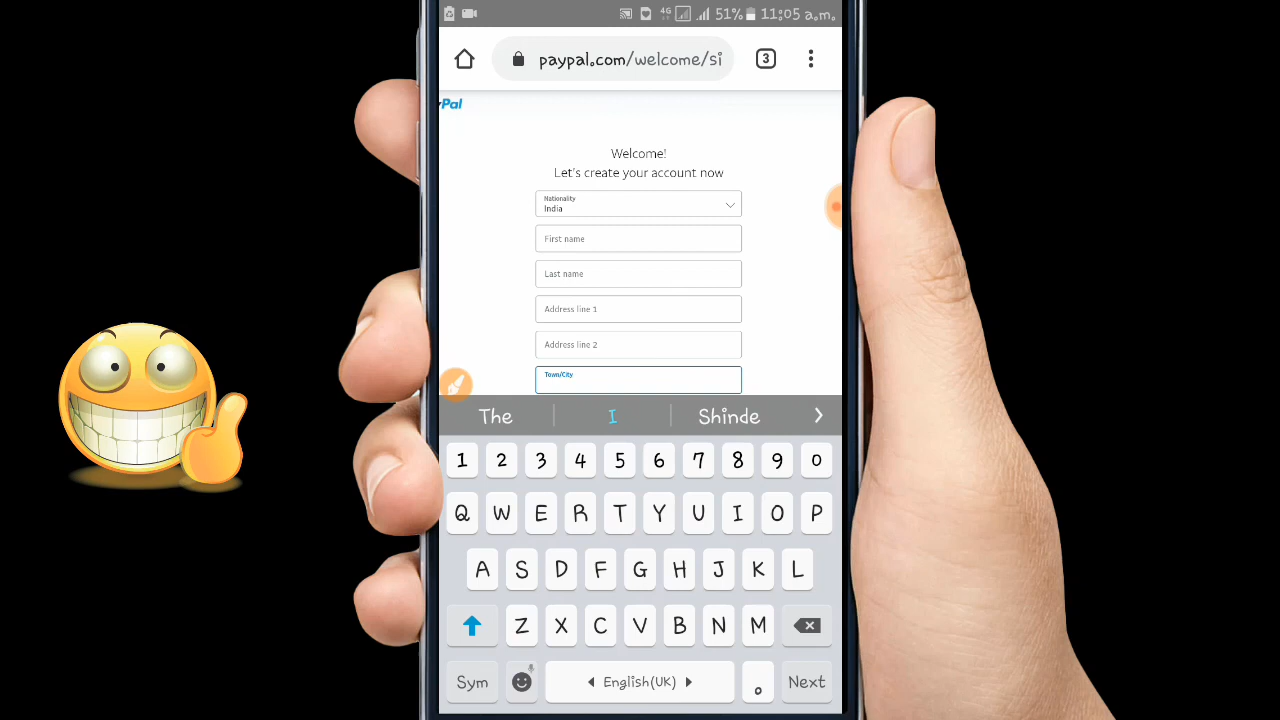 4G 51% 11:05 a.m.
paypal.com/welcome/si 3
Pal
Welcome!
Let's create your account now
Nationality
India
First name
Last name
Address line 1
Address line 2
Town/City
The I Shinde
1 2 3 4 5 6 7 8 9 0
Q W E R T Y U I O P
A S D F G H J K L
Z X C V B N M
Sym English(UK) . Next